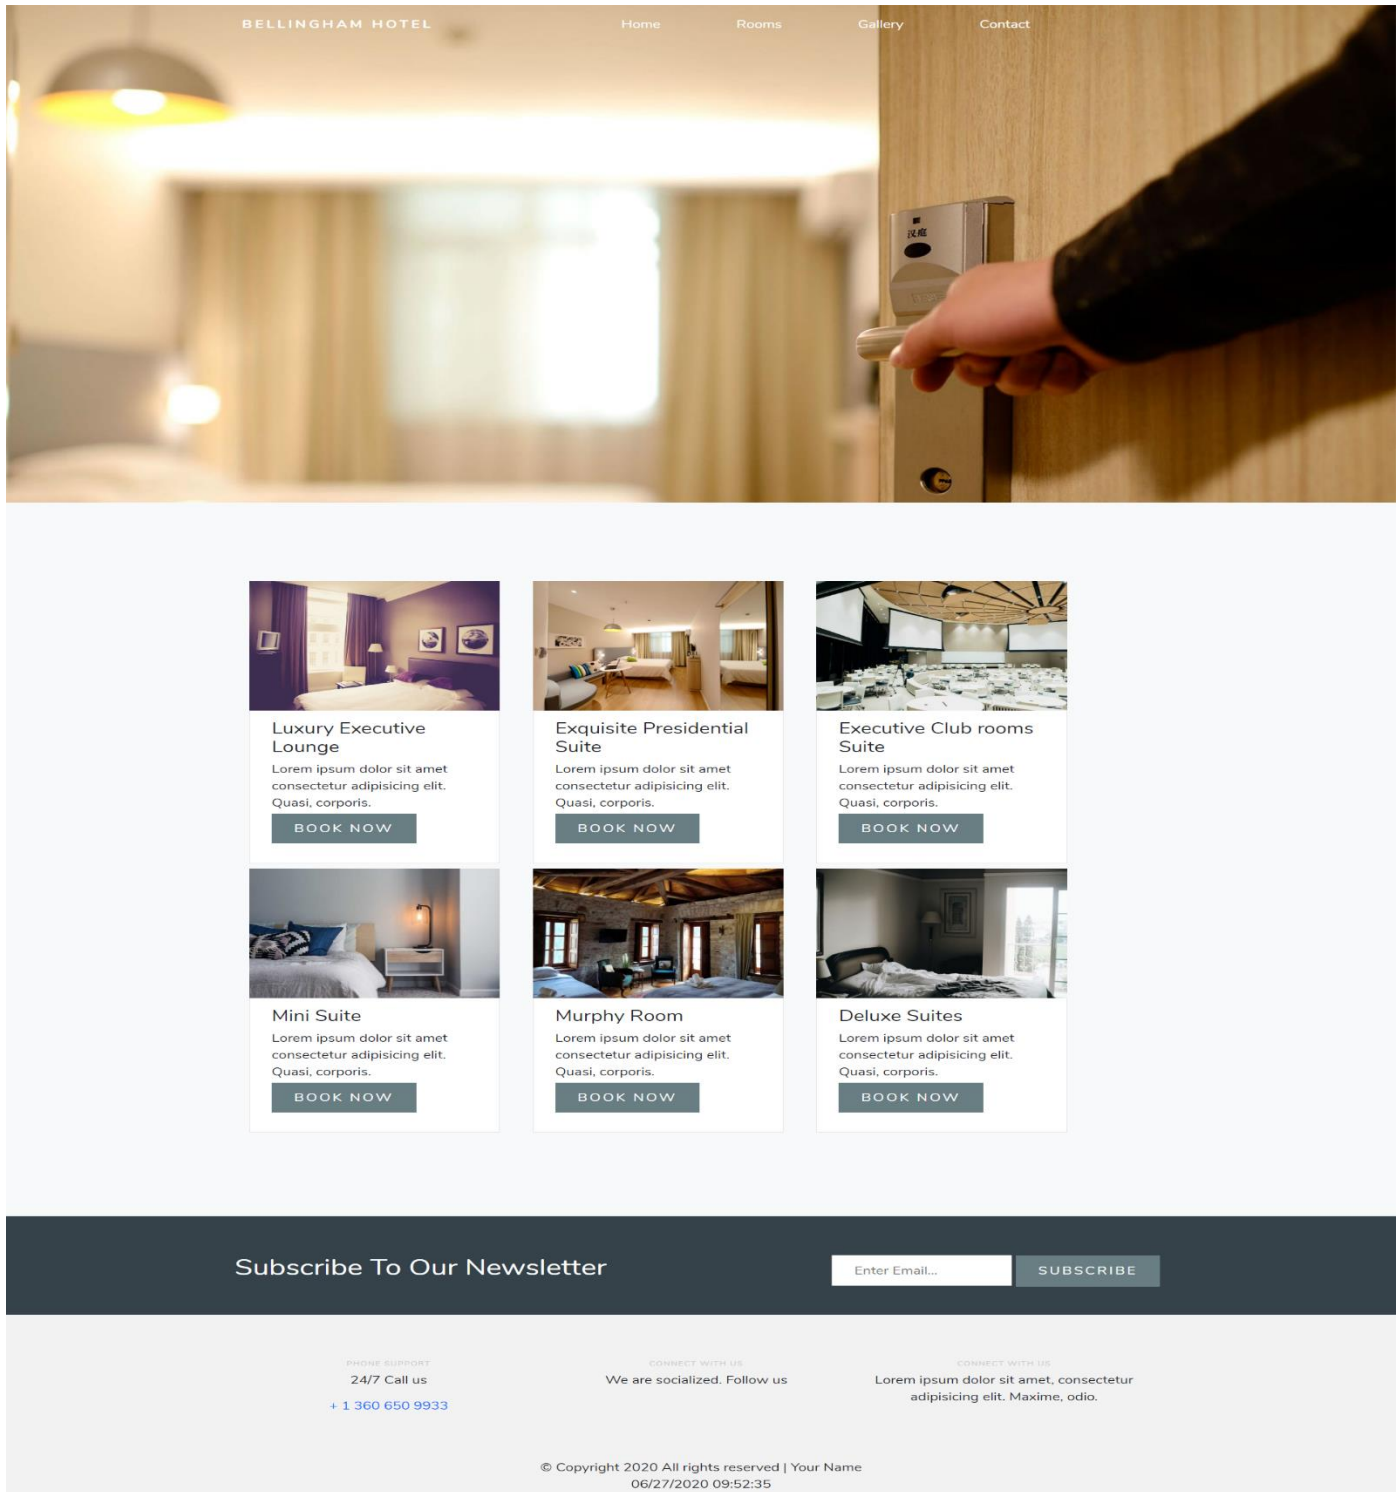 BELLINGHAM HOTEL
Home Rooms Gallery Contact
汉庭
Luxury Executive
Lounge
Lorem ipsum dolor sit amet
consectetur adipisicing elit.
Quasi, corporis.
BOOK NOW
Exquisite Presidential
Suite
Lorem ipsum dolor sit amet
consectetur adipisicing elit.
Quasi, corporis.
BOOK NOW
Executive Club rooms
Suite
Lorem ipsum dolor sit amet
consectetur adipisicing elit.
Quasi, corporis.
BOOK NOW
Mini Suite
Lorem ipsum dolor sit amet
consectetur adipisicing elit.
Quasi, corporis.
BOOK NOW
Murphy Room
Lorem ipsum dolor sit amet
consectetur adipisicing elit.
Quasi, corporis.
BOOK NOW
Deluxe Suites
Lorem ipsum dolor sit amet
consectetur adipisicing elit.
Quasi, corporis.
BOOK NOW
Subscribe To Our Newsletter
Enter Email...
SUBSCRIBE
PHONE SUPPORT
24/7 Call us
+ 1 360 650 9933
CONNECT WITH US
We are socialized. Follow us
CONNECT WITH US
Lorem ipsum dolor sit amet, consectetur
adipisicing elit. Maxime, odio.
© Copyright 2020 All rights reserved | Your Name
06/27/2020 09:52:35